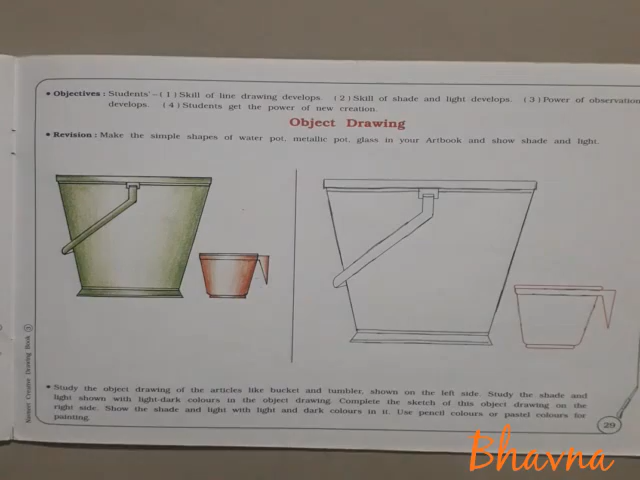 • Objectives : Students' – ( 1 ) Skill of line drawing develops. ( 2 ) Skill of shade and light develops. ( 3 ) Power of observation
develops. ( 4 ) Students get the power of new creation.
Object Drawing
• Revision : Make the simple shapes of water pot, metallic pot, glass in your Artbook and show shade and light.
• Study the object drawing of the articles like bucket and tumbler, shown on the left side. Study the shade and
light shown with light-dark colours in the object drawing. Complete the sketch of this object drawing on the
right side. Show the shade and light with light and dark colours in it. Use pencil colours or pastel colours for
painting.
Creative Drawing Book
29
Bhavna